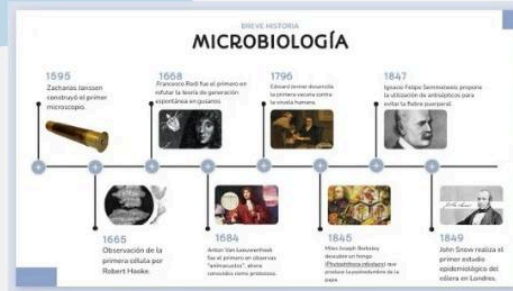 BREVE HISTORIA
MICROBIOLOGÍA
1595
Zacharias Janssen
construyó el primer
microscopio.
1668
Francesco Redi fue el primero en
refutar la teoría de generación
espontánea en gusanos.
1796
Edward Jenner desarrolla
la primera vacuna contra
la viruela humana.
1847
Ignacio Felipe Semmelweis propone
la utilización de antisépticos para
evitar la fiebre puerperal.
1665
Observación de la
primera célula por
Robert Hooke.
1684
Anton Van Leeuwenhoek
fue el primero en observar
"animáculos", ahora
conocidos como protozoos.
1845
Miles Joseph Berkeley
descubre un hongo
(Phytophthora infestans) que
produce la podredumbre de la
papa.
1849
John Snow realiza el
primer estudio
epidemiológico del
cólera en Londres.